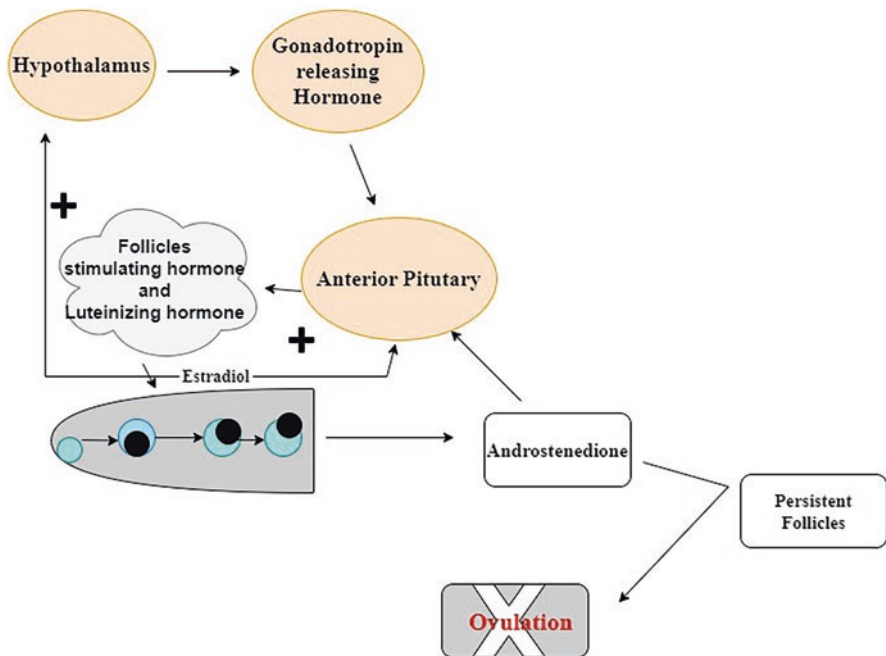 Hypothalamus
Gonadotropin
releasing
Hormone
+
Follicles
stimulating hormone
and
Luteinizing hormone
Anterior Pitutary
+
Estradiol
Androstenedione
Persistent
Follicles
Ovulation